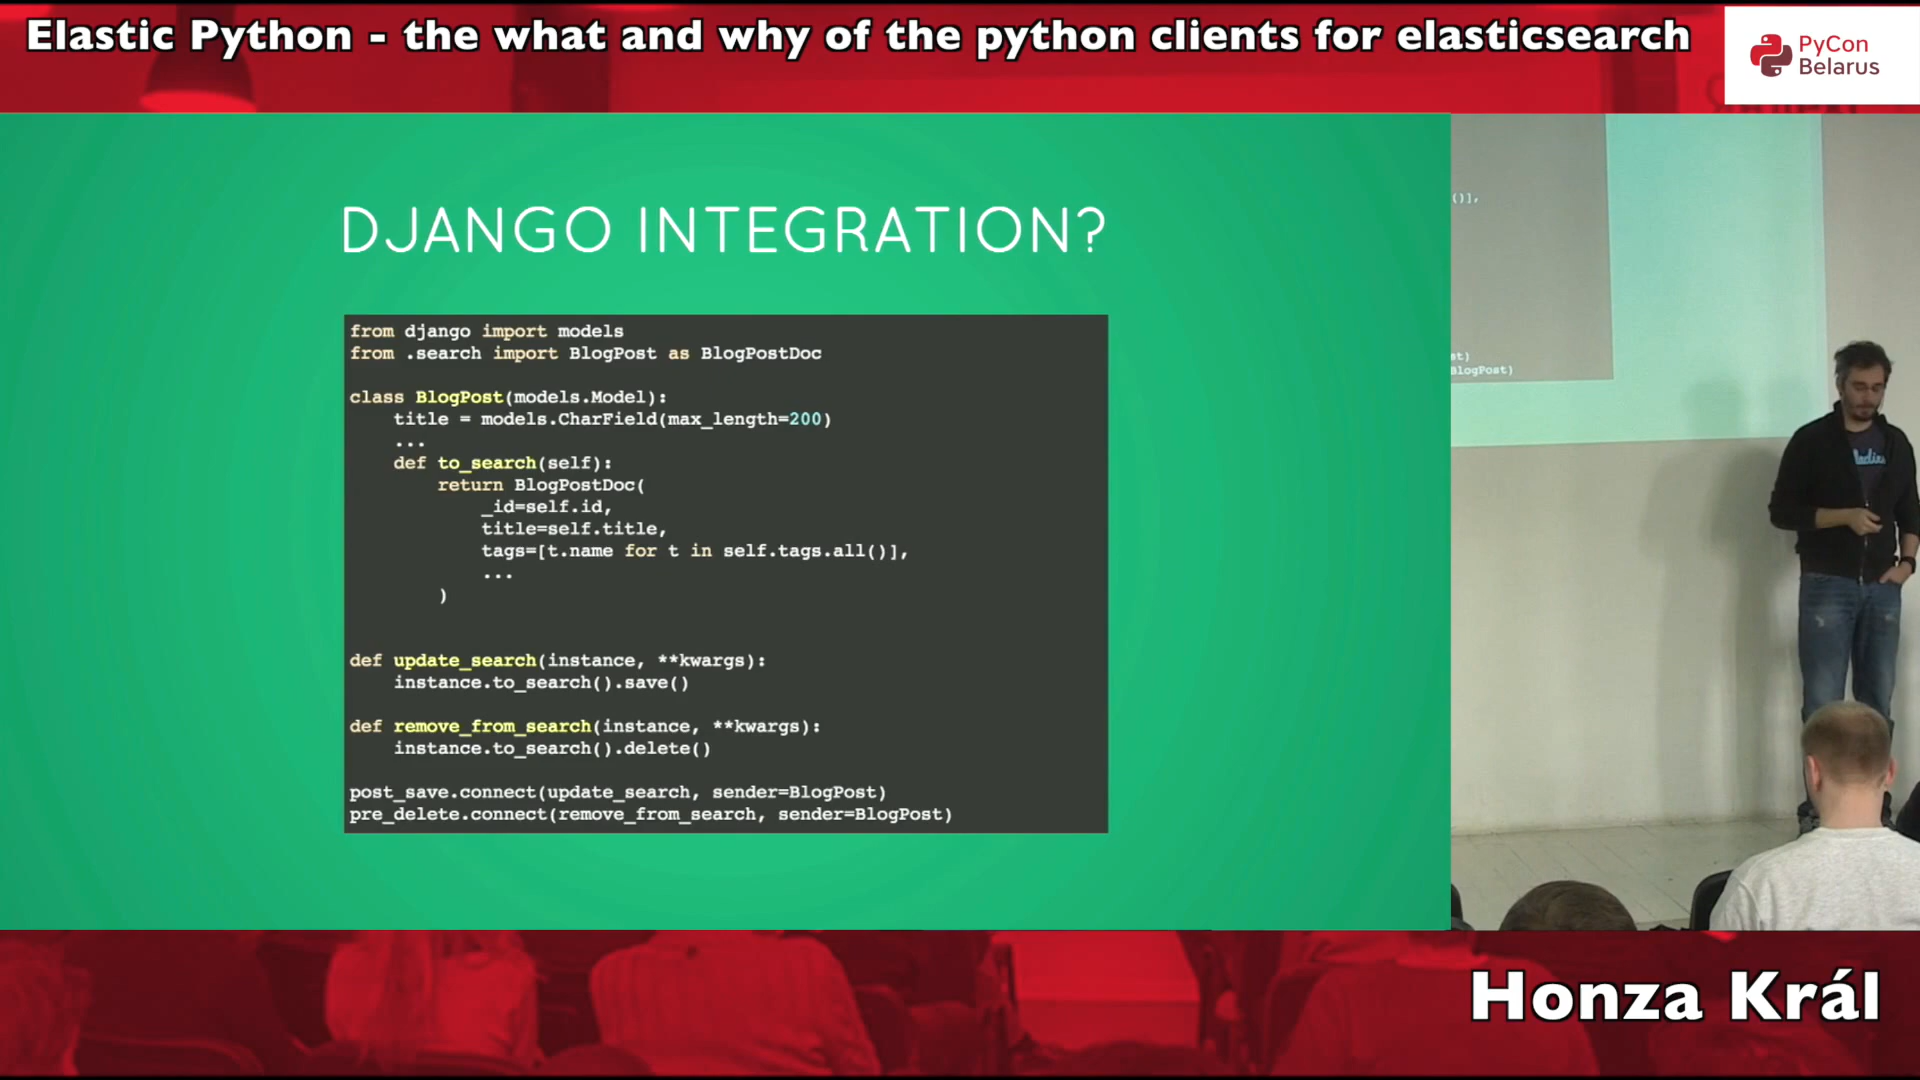 Elastic Python - the what and why of the python clients for elasticsearch
PyCon
Belarus
DJANGO INTEGRATION?
from django import models
from .search import BlogPost as BlogPostDoc
class BlogPost(models.Model):
    title = models.CharField(max_length=200)
    ...
    def to_search(self):
        return BlogPostDoc(
            _id=self.id,
            title=self.title,
            tags=[t.name for t in self.tags.all()],
            ...
        )
def update_search(instance, **kwargs):
    instance.to_search().save()
def remove_from_search(instance, **kwargs):
    instance.to_search().delete()
post_save.connect(update_search, sender=BlogPost)
pre_delete.connect(remove_from_search, sender=BlogPost)
()],
st)
BlogPost)
Honza Král